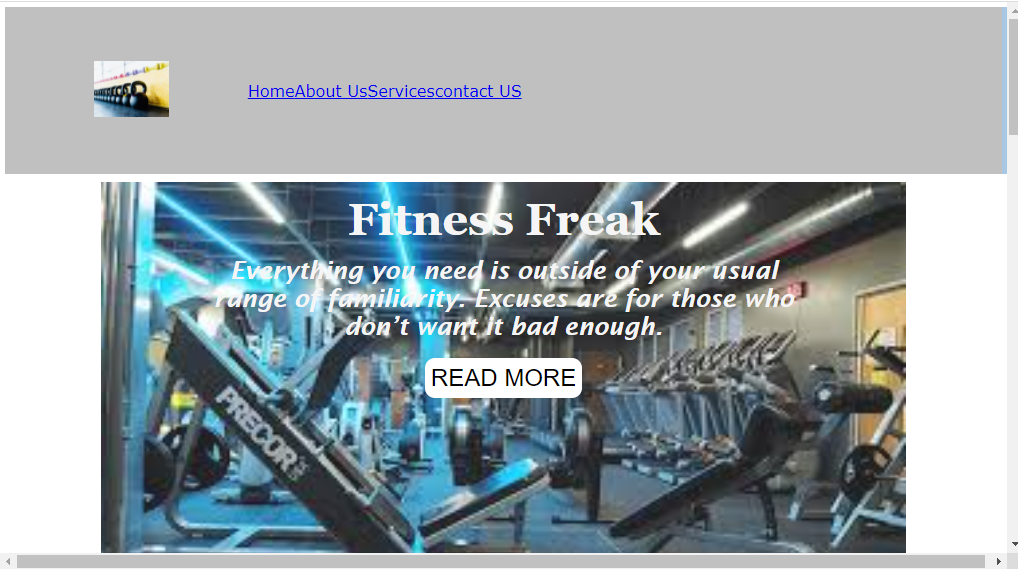 HomeAbout UsServicescontact US
Fitness Freak
Everything you need is outside of your usual
range of familiarity. Excuses are for those who
don’t want it bad enough.
READ MORE
PRECOR